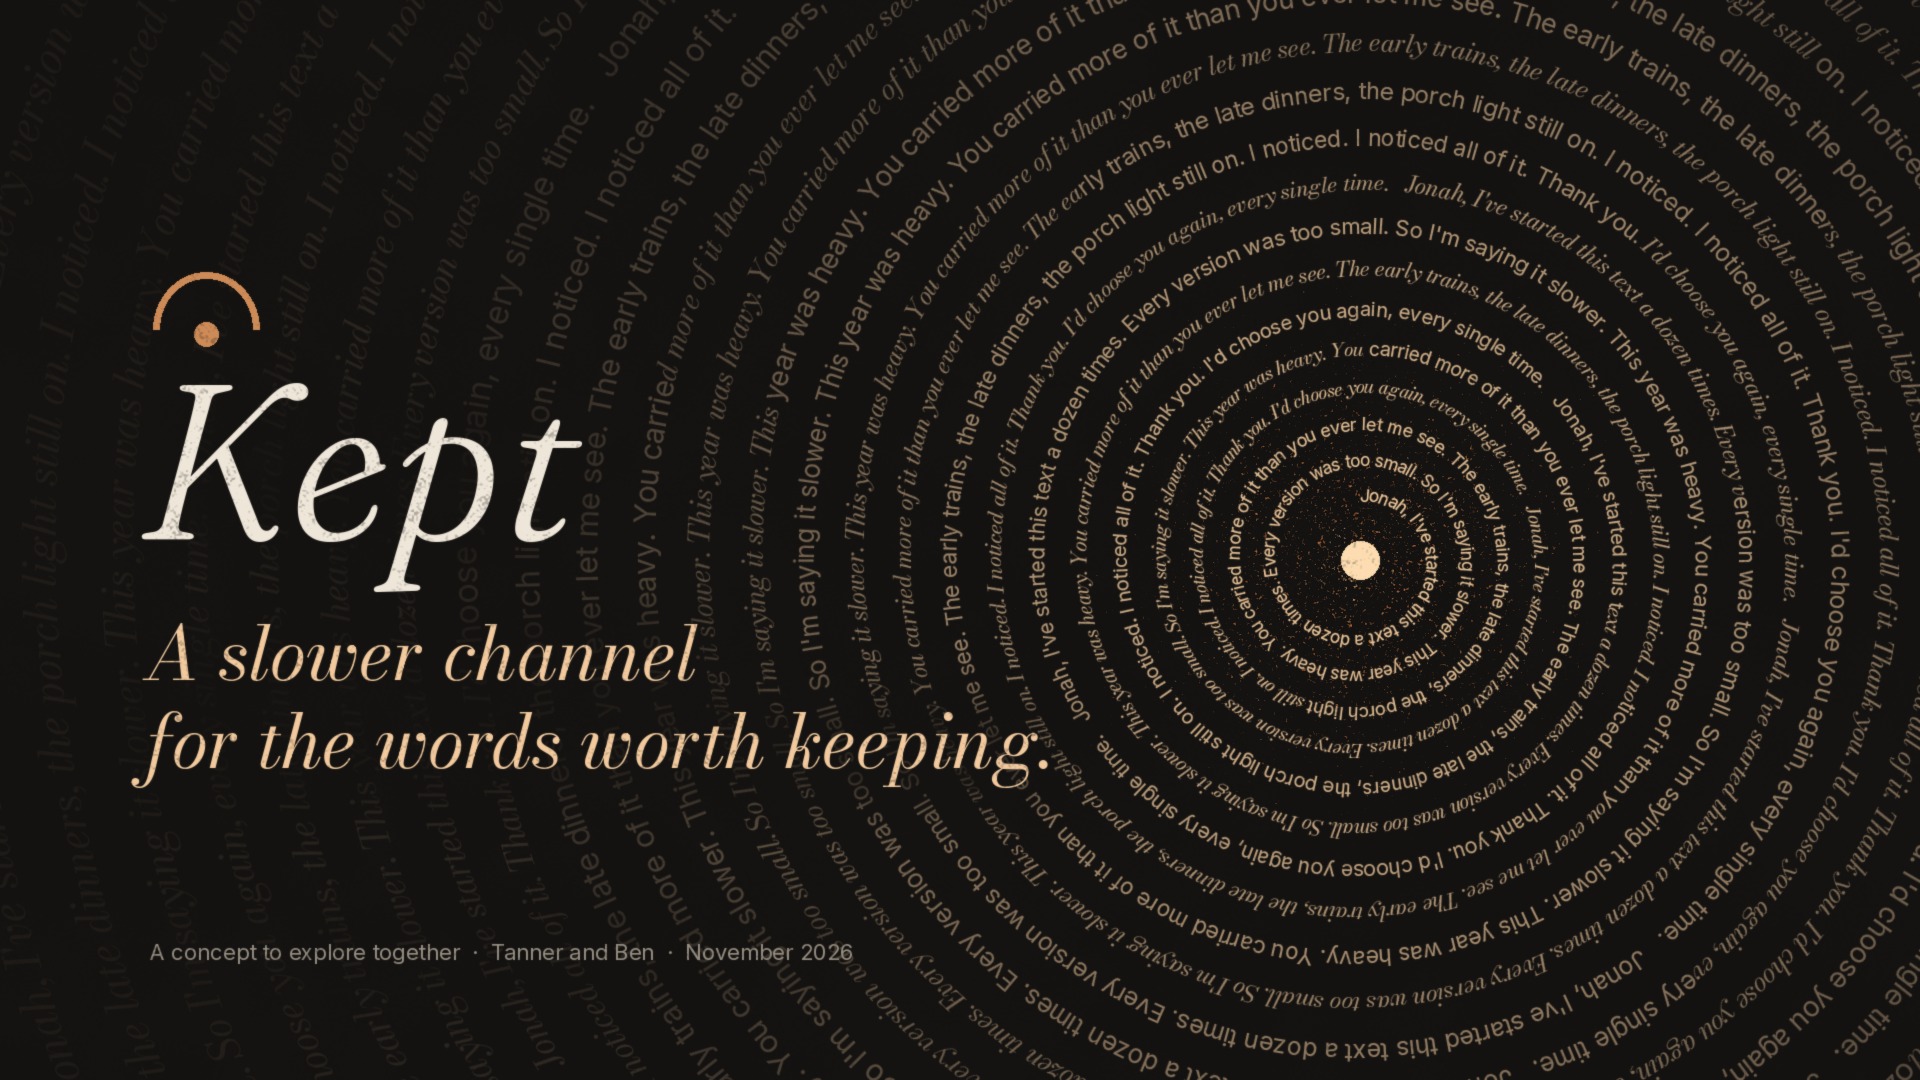 Kept
A slower channel
for the words worth keeping.
A concept to explore together · Tanner and Ben · November 2026
Jonah, I've started this text a dozen times. Every version was too small. So I'm saying it slower. This year was heavy. You carried more of it than you ever let me see. The early trains, the late dinners, the porch light still on. I noticed. I noticed all of it. Thank you. I'd choose you again, every single time.